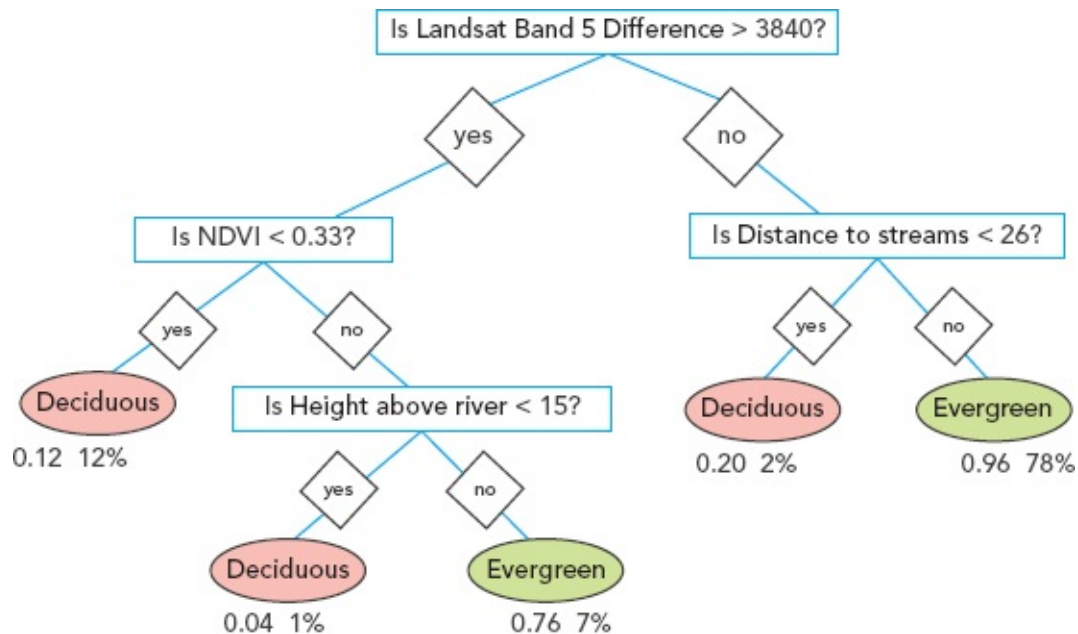 Is Landsat Band 5 Difference > 3840?
yes
no
Is NDVI < 0.33?
Is Distance to streams < 26?
yes
no
yes
no
Deciduous
0.12 12%
Is Height above river < 15?
Deciduous
0.20 2%
Evergreen
0.96 78%
yes
no
Deciduous
0.04 1%
Evergreen
0.76 7%